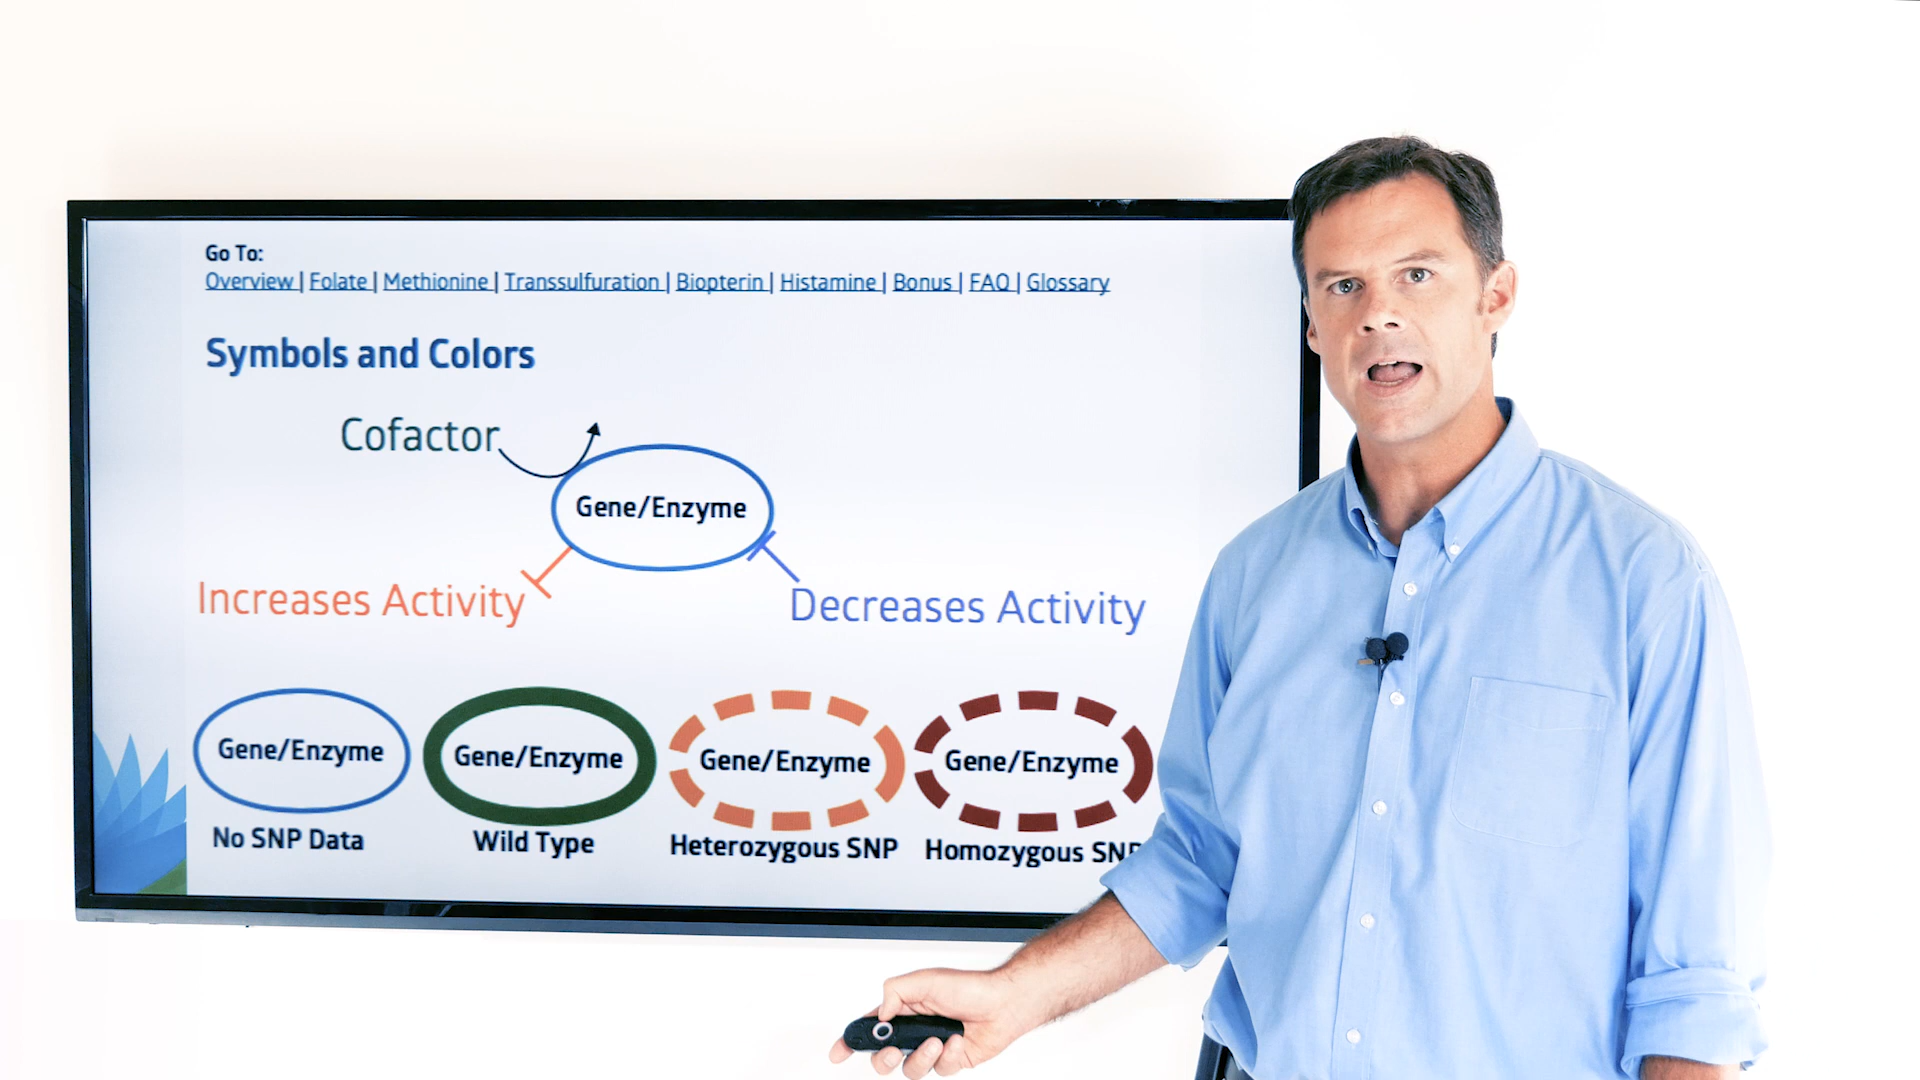 Go To:
Overview | Folate | Methionine | Transsulfuration | Biopterin | Histamine | Bonus | FAQ | Glossary
Symbols and Colors
Cofactor
Gene/Enzyme
Increases Activity
Decreases Activity
Gene/Enzyme
Gene/Enzyme
Gene/Enzyme
Gene/Enzyme
No SNP Data
Wild Type
Heterozygous SNP
Homozygous SNP